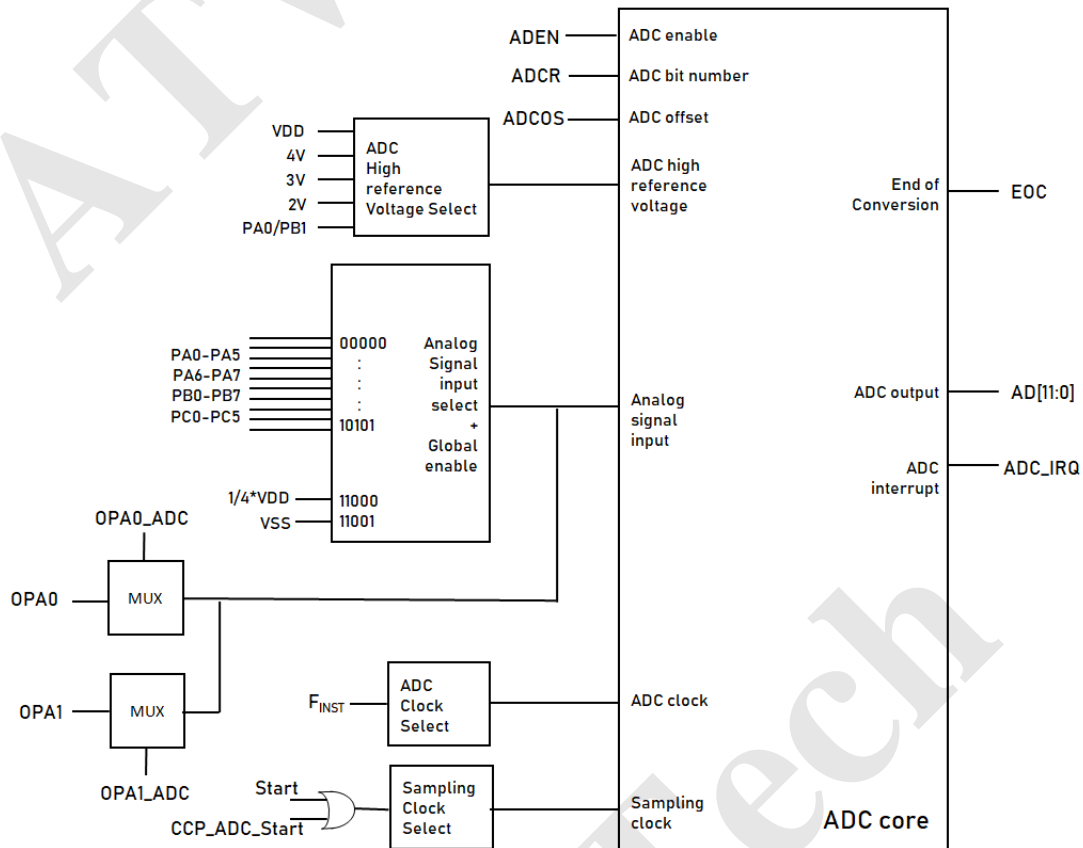 ADEN
ADCR
ADCOS
ADC enable
ADC bit number
ADC offset
VDD
4V
3V
2V
PA0/PB1
ADC
High
reference
Voltage Select
ADC high
reference
voltage
End of
Conversion
EOC
PA0-PA5
PA6-PA7
PB0-PB7
PC0-PC5
00000
:
:
:
10101
Analog
Signal
input
select
+
Global
enable
1/4*VDD
VSS
11000
11001
Analog
signal
input
ADC output
AD[11:0]
ADC
interrupt
ADC_IRQ
OPA0_ADC
OPA0
MUX
OPA1
MUX
OPA1_ADC
FINST
ADC
Clock
Select
ADC clock
Start
CCP_ADC_Start
Sampling
Clock
Select
Sampling
clock
ADC core
AT
Tech